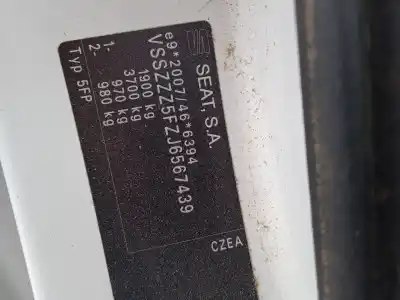 SEAT, S.A.
e9*2007/46*6394
VSSZZZ5FZJ6567439
1900 kg
3700 kg
1- 970 kg
2- 980 kg
TYP 5FP
CZEA